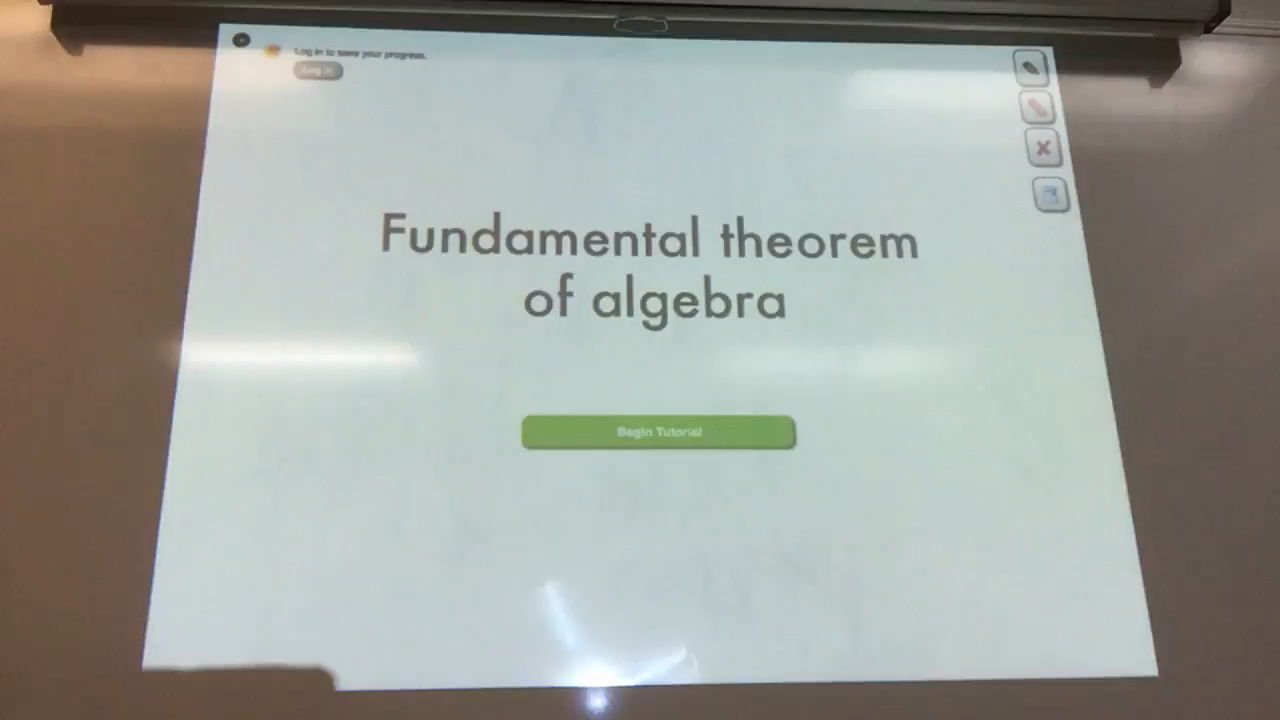 Log in to save your progress.
Log in
Fundamental theorem
of algebra
Begin Tutorial